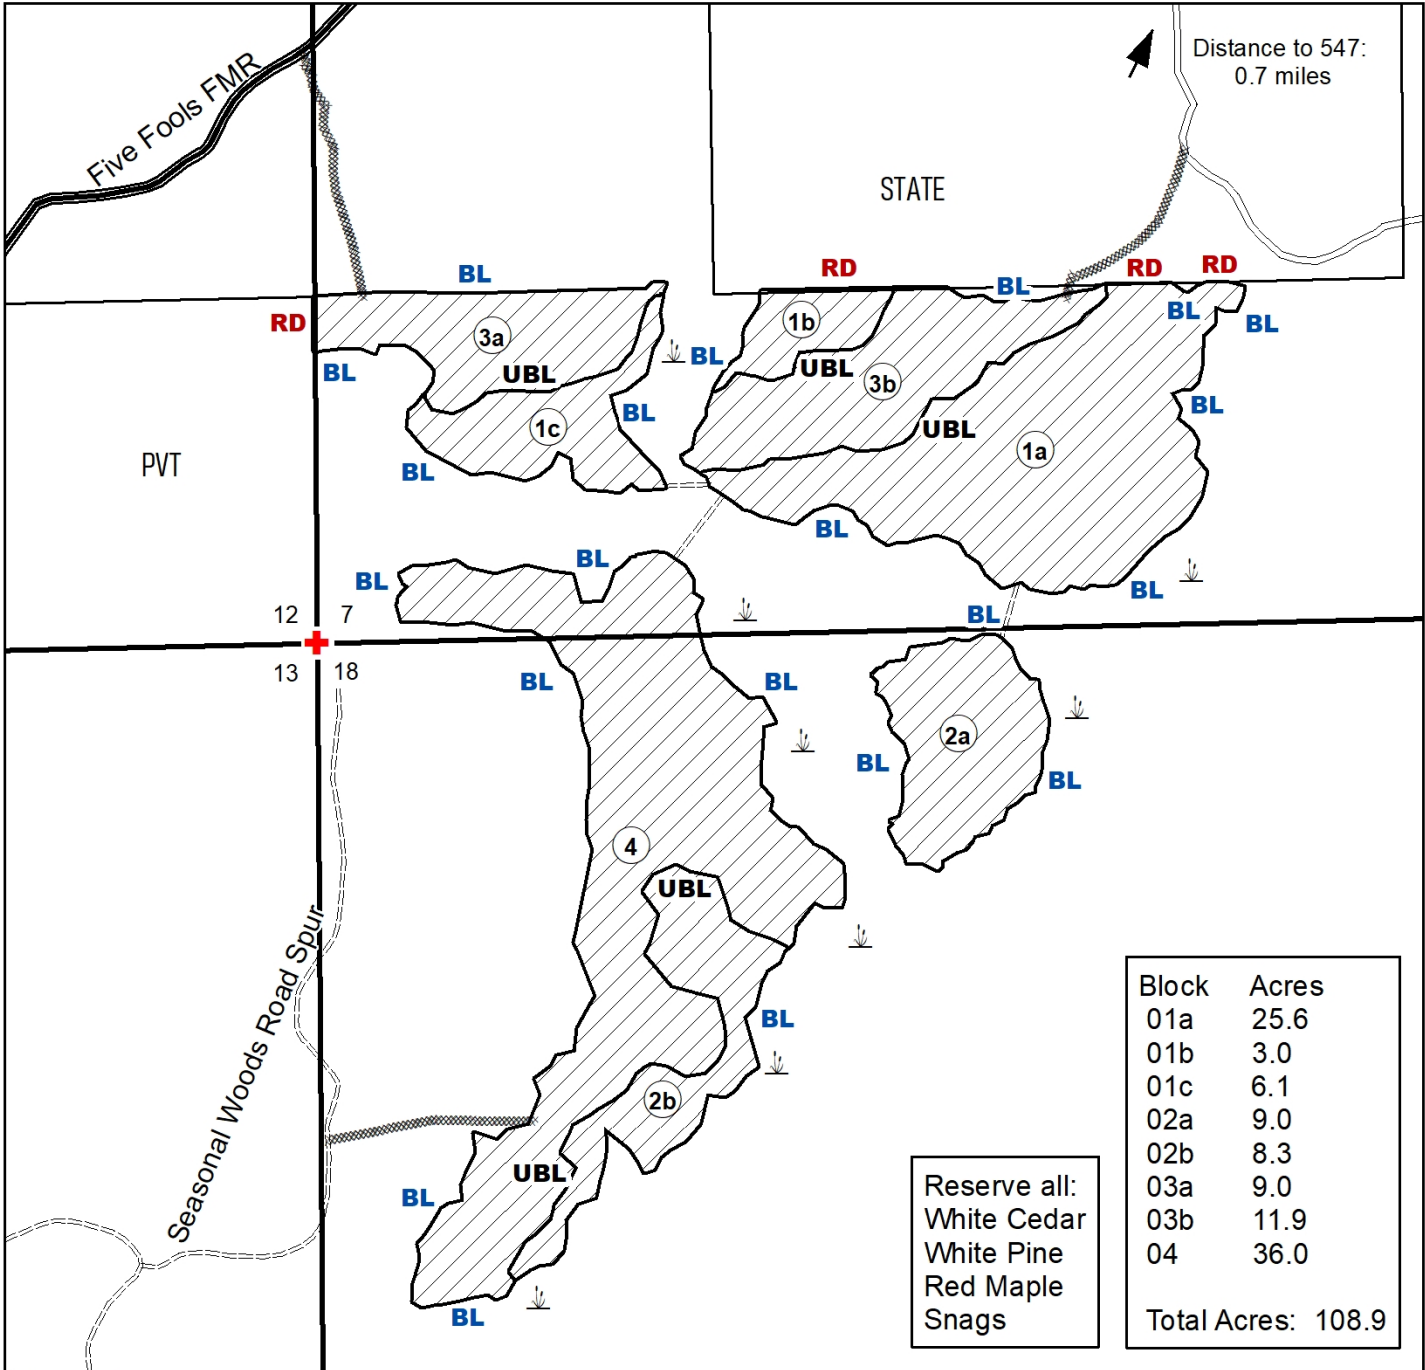 Five Fools FMR
Distance to 547:
0.7 miles
STATE
RD
RD
RD
BL
BL
RD
3a
1b
BL
BL
BL
UBL
BL
UBL
3b
BL
BL
1c
UBL
1a
PVT
BL
BL
BL
BL
BL
BL
12
7
13
18
BL
BL
BL
2a
BL
BL
4
UBL
Seasonal Woods Road Spur
BL
2b
UBL
BL
BL
Reserve all:
White Cedar
White Pine
Red Maple
Snags
Block Acres
01a 25.6
01b 3.0
01c 6.1
02a 9.0
02b 8.3
03a 9.0
03b 11.9
04 36.0
Total Acres: 108.9